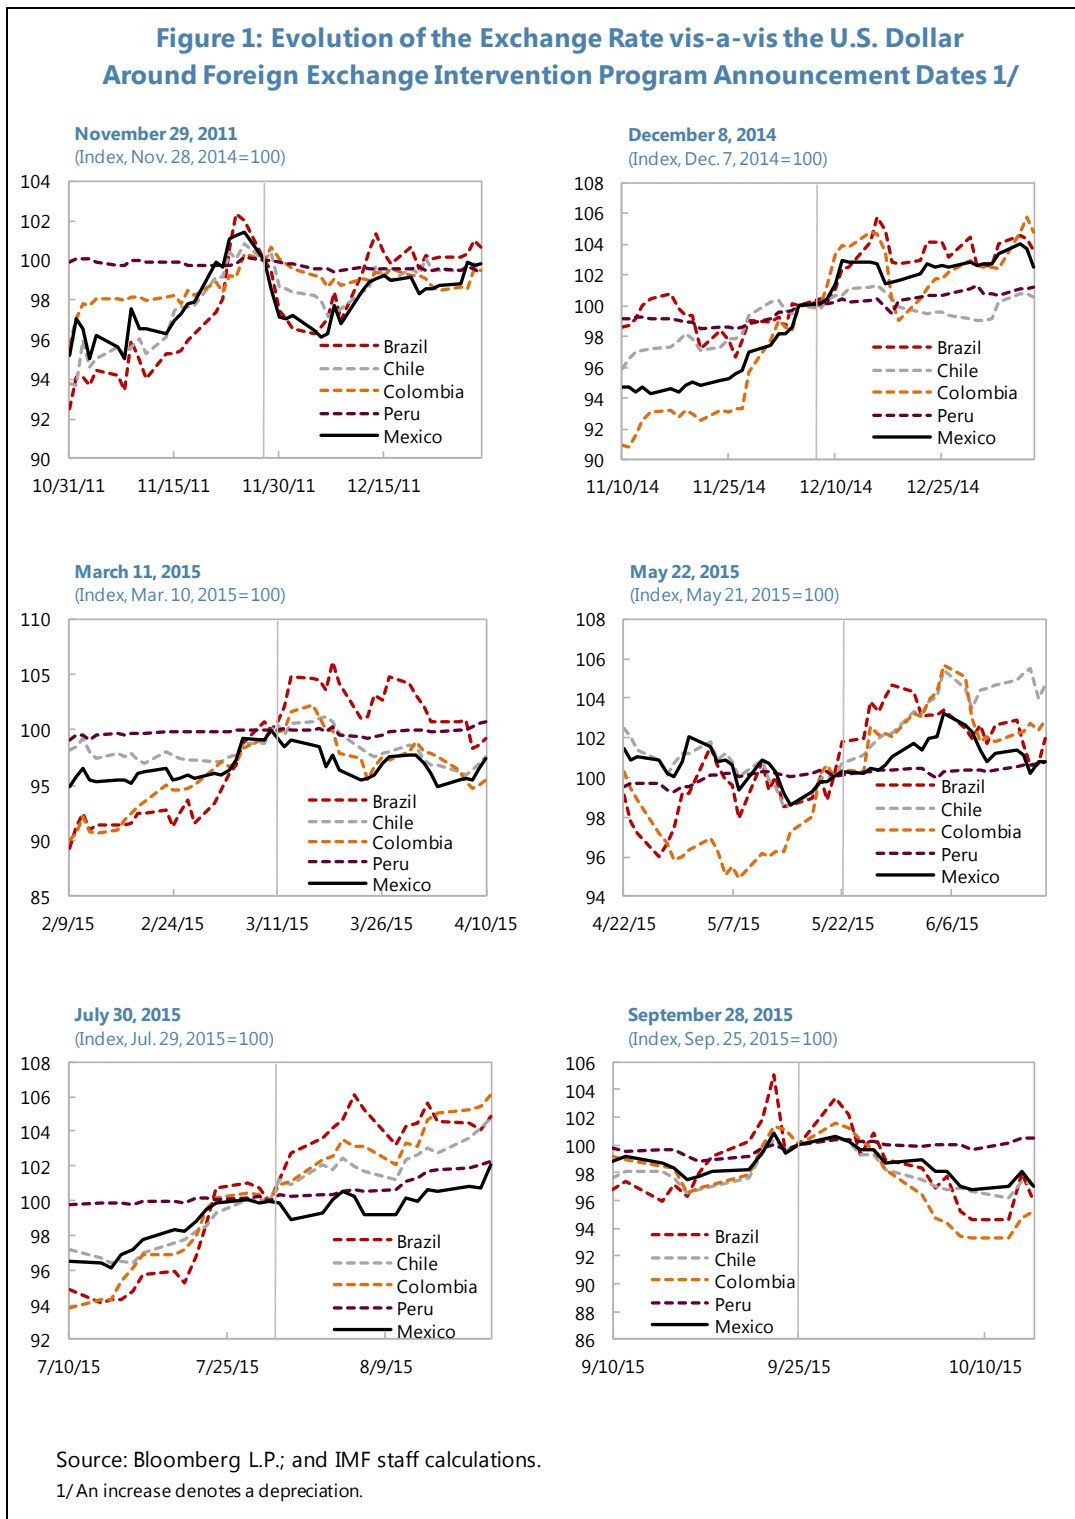 Figure 1: Evolution of the Exchange Rate vis-a-vis the U.S. Dollar
Around Foreign Exchange Intervention Program Announcement Dates 1/
November 29, 2011
(Index, Nov. 28, 2014=100)
104
102
100
98
96
94
92
90
10/31/11 11/15/11 11/30/11 12/15/11
Brazil
Chile
Colombia
Peru
Mexico
December 8, 2014
(Index, Dec. 7, 2014=100)
108
106
104
102
100
98
96
94
92
90
11/10/14 11/25/14 12/10/14 12/25/14
Brazil
Chile
Colombia
Peru
Mexico
March 11, 2015
(Index, Mar. 10, 2015=100)
110
105
100
95
90
85
2/9/15 2/24/15 3/11/15 3/26/15 4/10/15
Brazil
Chile
Colombia
Peru
Mexico
May 22, 2015
(Index, May 21, 2015=100)
108
106
104
102
100
98
96
94
4/22/15 5/7/15 5/22/15 6/6/15
Brazil
Chile
Colombia
Peru
Mexico
July 30, 2015
(Index, Jul. 29, 2015=100)
108
106
104
102
100
98
96
94
92
7/10/15 7/25/15 8/9/15
Brazil
Chile
Colombia
Peru
Mexico
September 28, 2015
(Index, Sep. 25, 2015=100)
106
104
102
100
98
96
94
92
90
88
86
9/10/15 9/25/15 10/10/15
Brazil
Chile
Colombia
Peru
Mexico
Source: Bloomberg L.P.; and IMF staff calculations.
1/ An increase denotes a depreciation.